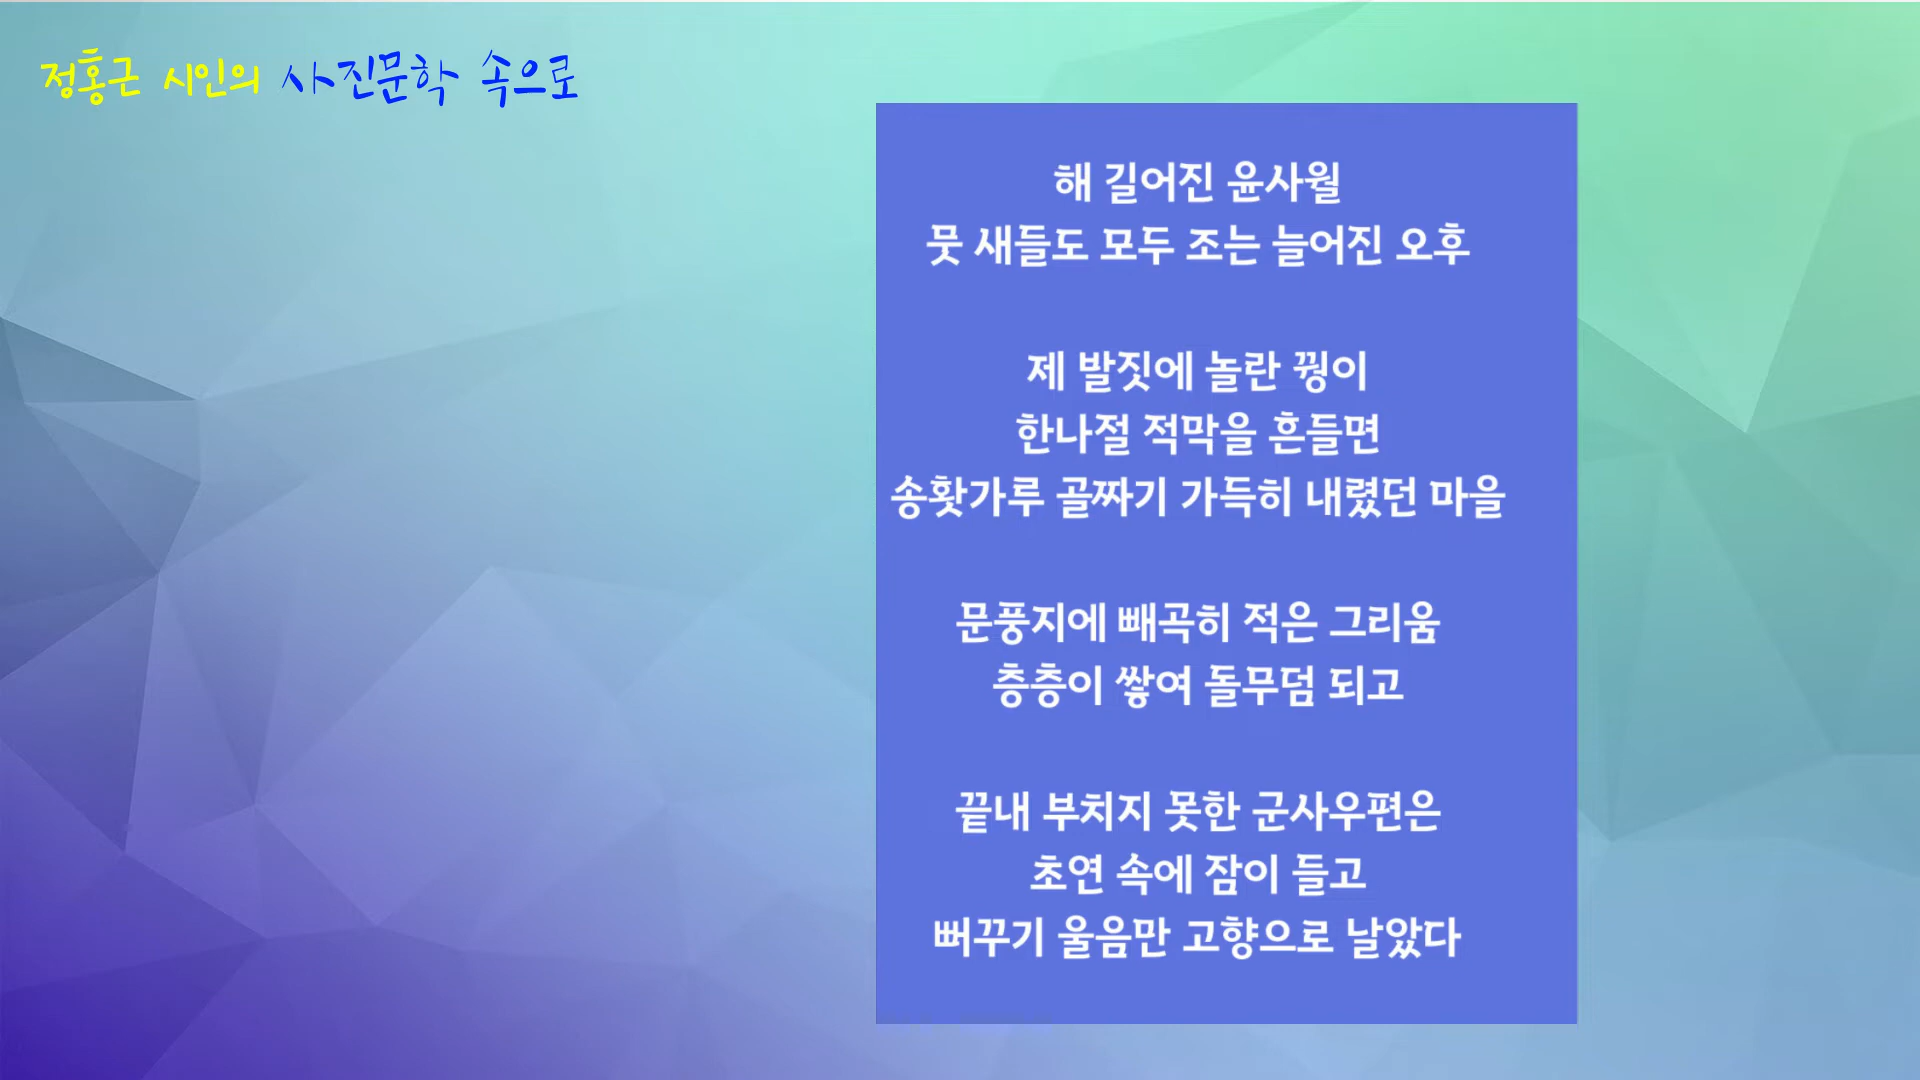 정홍근 시인의 사진문학 속으로
해 길어진 윤사월
뭇 새들도 모두 조는 늘어진 오후
제 발짓에 놀란 꿩이
한나절 적막을 흔들면
송홧가루 골짜기 가득히 내렸던 마을
문풍지에 빼곡히 적은 그리움
층층이 쌓여 돌무덤 되고
끝내 부치지 못한 군사우편은
초연 속에 잠이 들고
뻐꾸기 울음만 고향으로 날았다